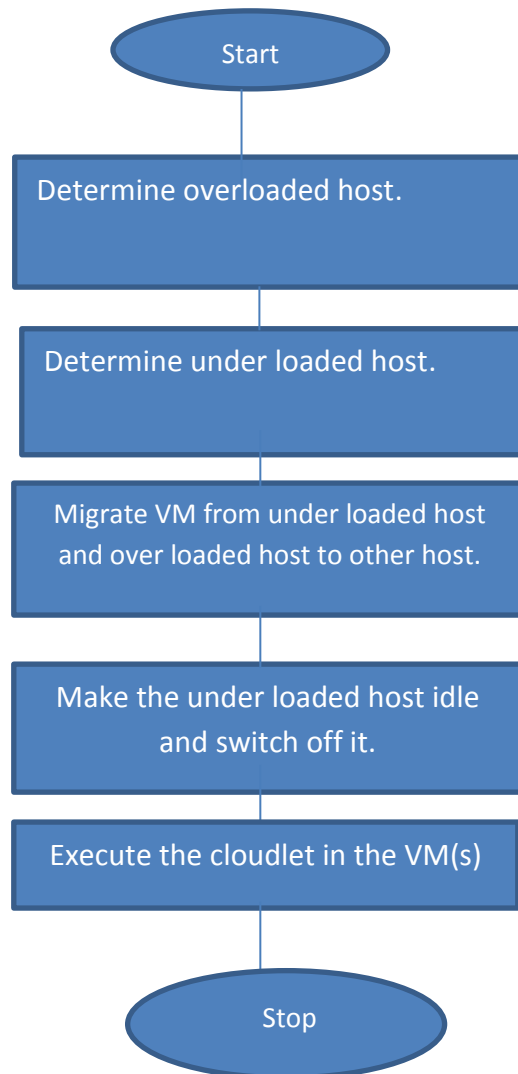 Start
Determine overloaded host.
Determine under loaded host.
Migrate VM from under loaded host
and over loaded host to other host.
Make the under loaded host idle
and switch off it.
Execute the cloudlet in the VM(s)
Stop